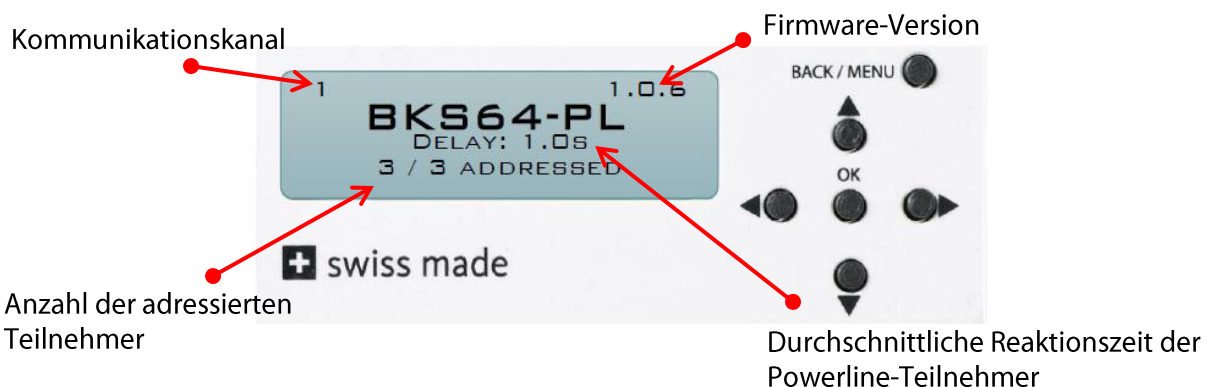 Kommunikationskanal
Firmware-Version
BACK / MENU
1
1.0.6
BKS64-PL
DELAY: 1.0s
3 / 3 ADDRESSED
OK
swiss made
Anzahl der adressierten
Teilnehmer
Durchschnittliche Reaktionszeit der
Powerline-Teilnehmer